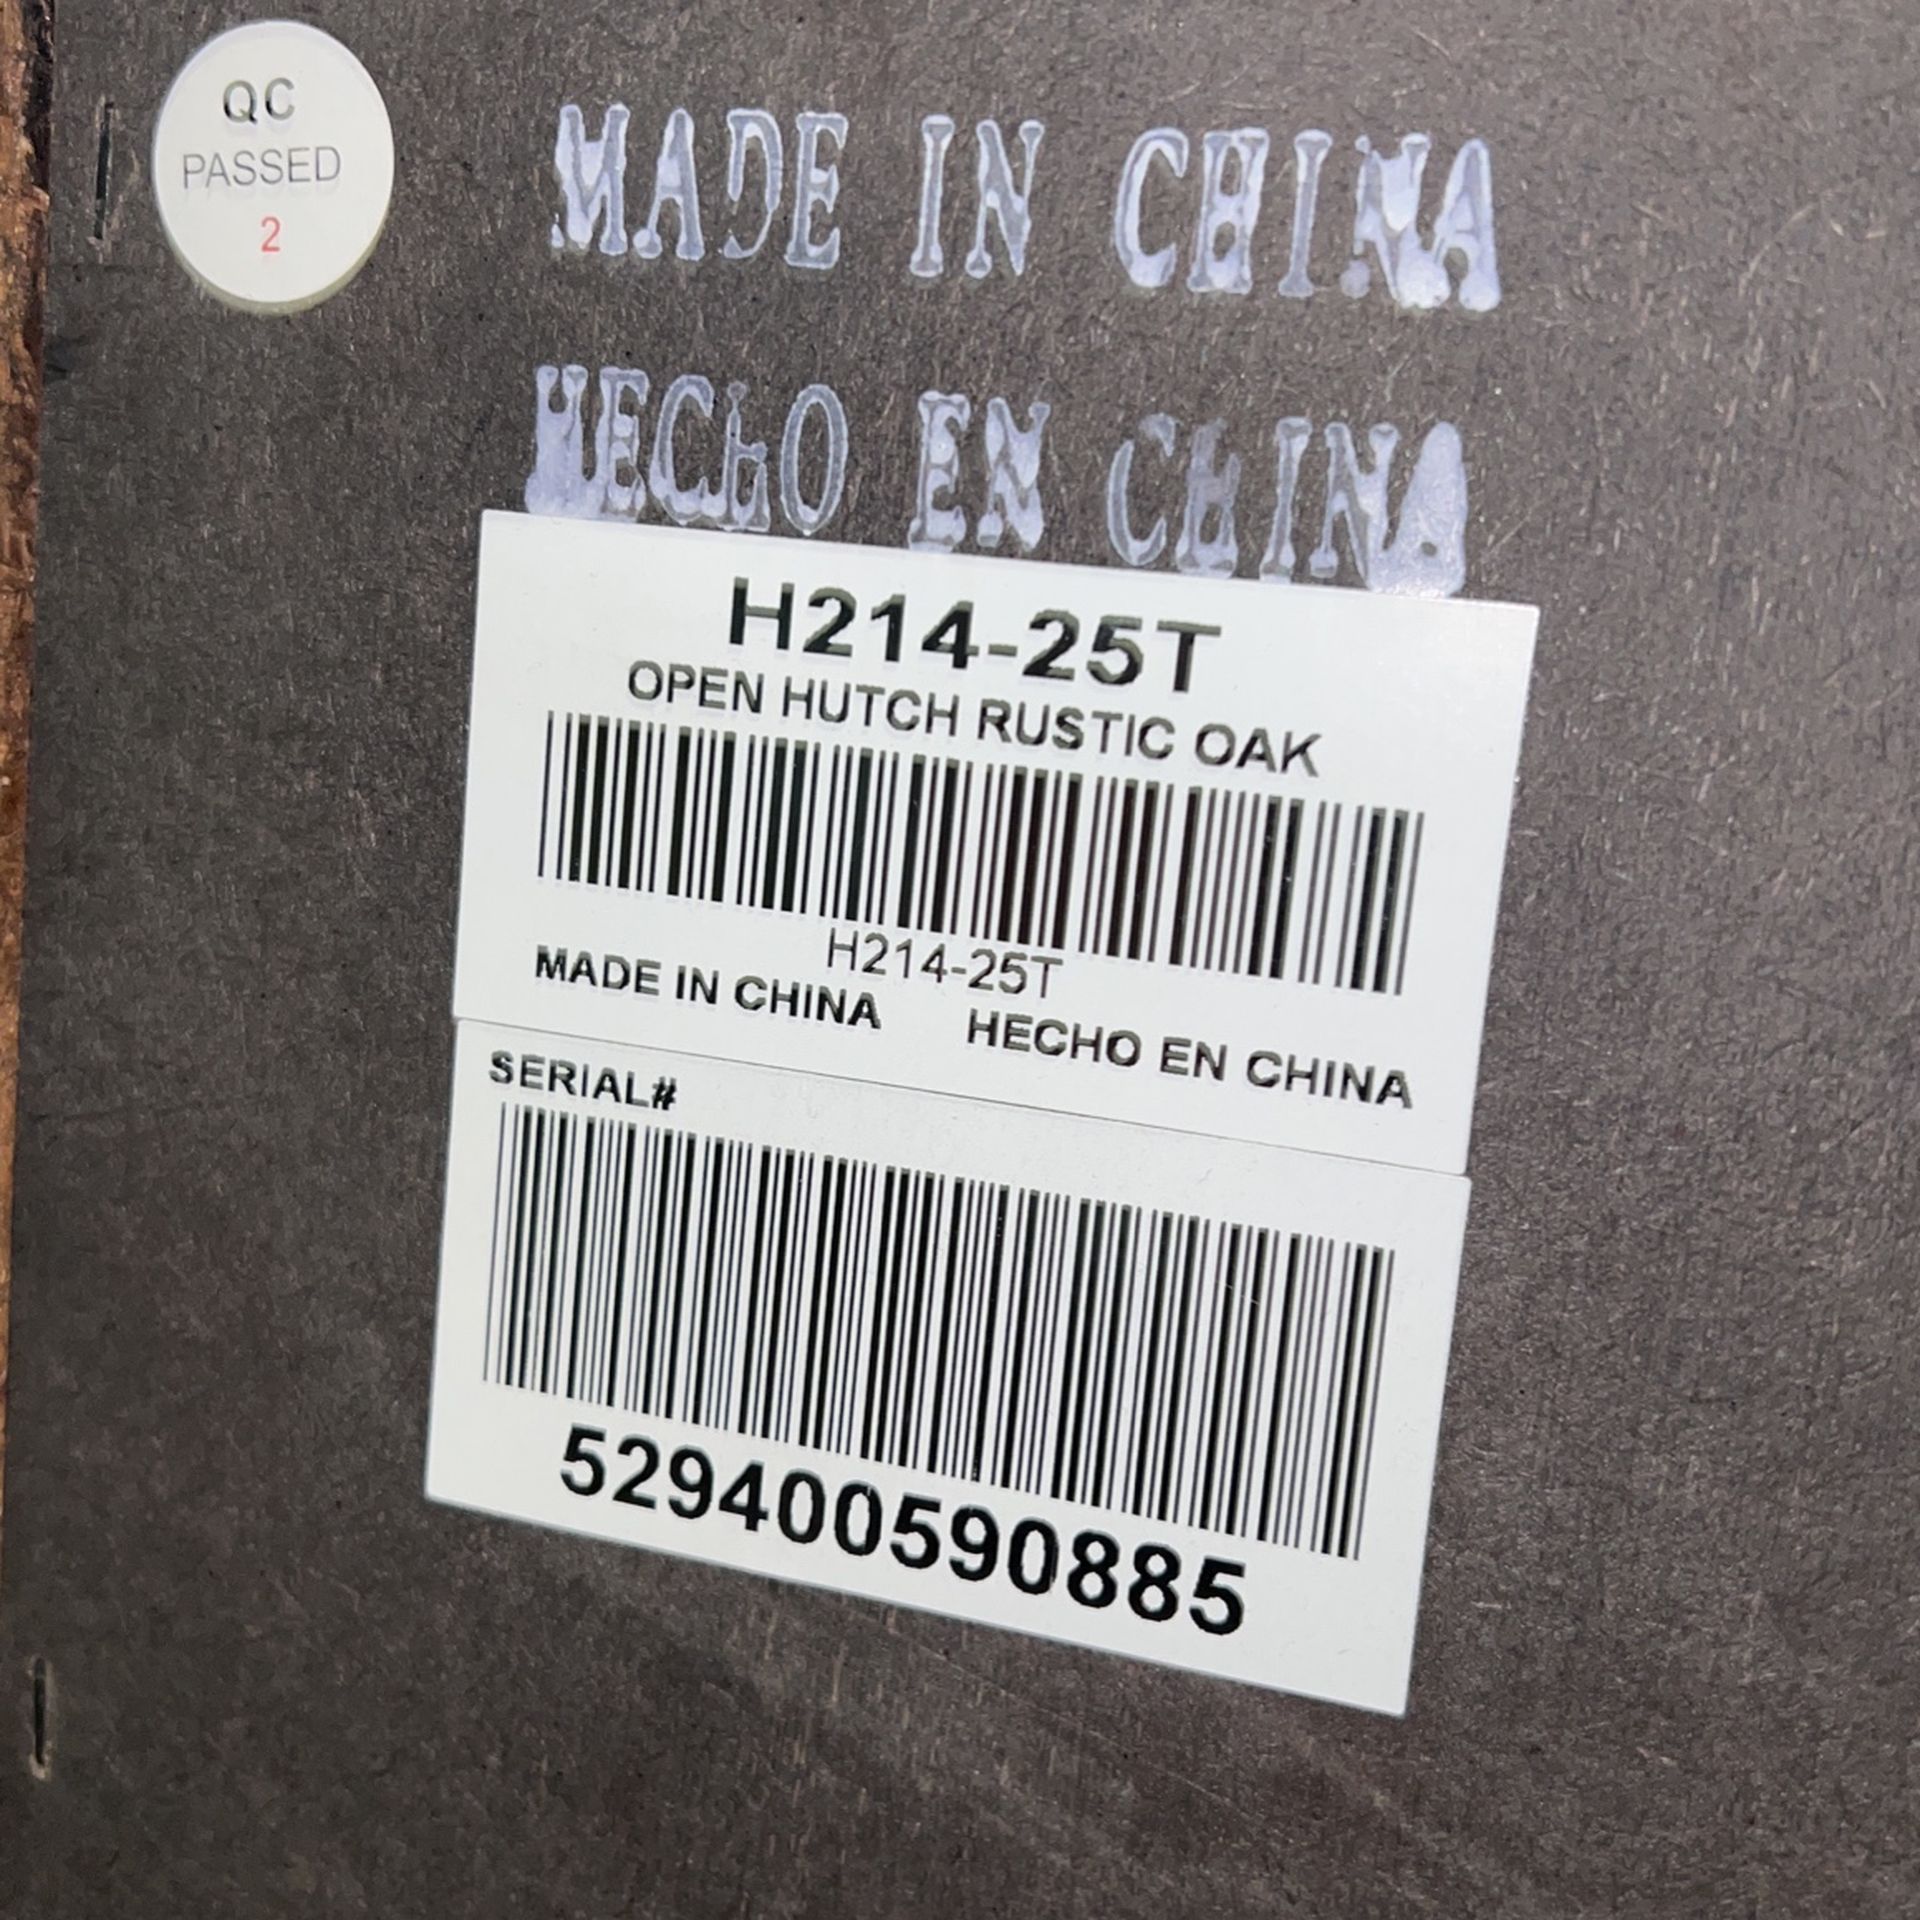 QC
PASSED
2
MADE IN CHINA
HECHO EN CHINA
H214-25T
OPEN HUTCH RUSTIC OAK
H214-25T
MADE IN CHINA HECHO EN CHINA
SERIAL#
529400590885